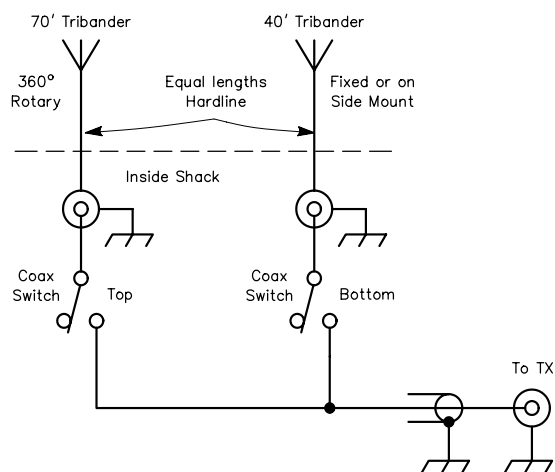 70' Tribander
40' Tribander
360°
Rotary
Equal lengths
Hardline
Fixed or on
Side Mount
Inside Shack
Coax
Switch
Top
Coax
Switch
Bottom
To TX